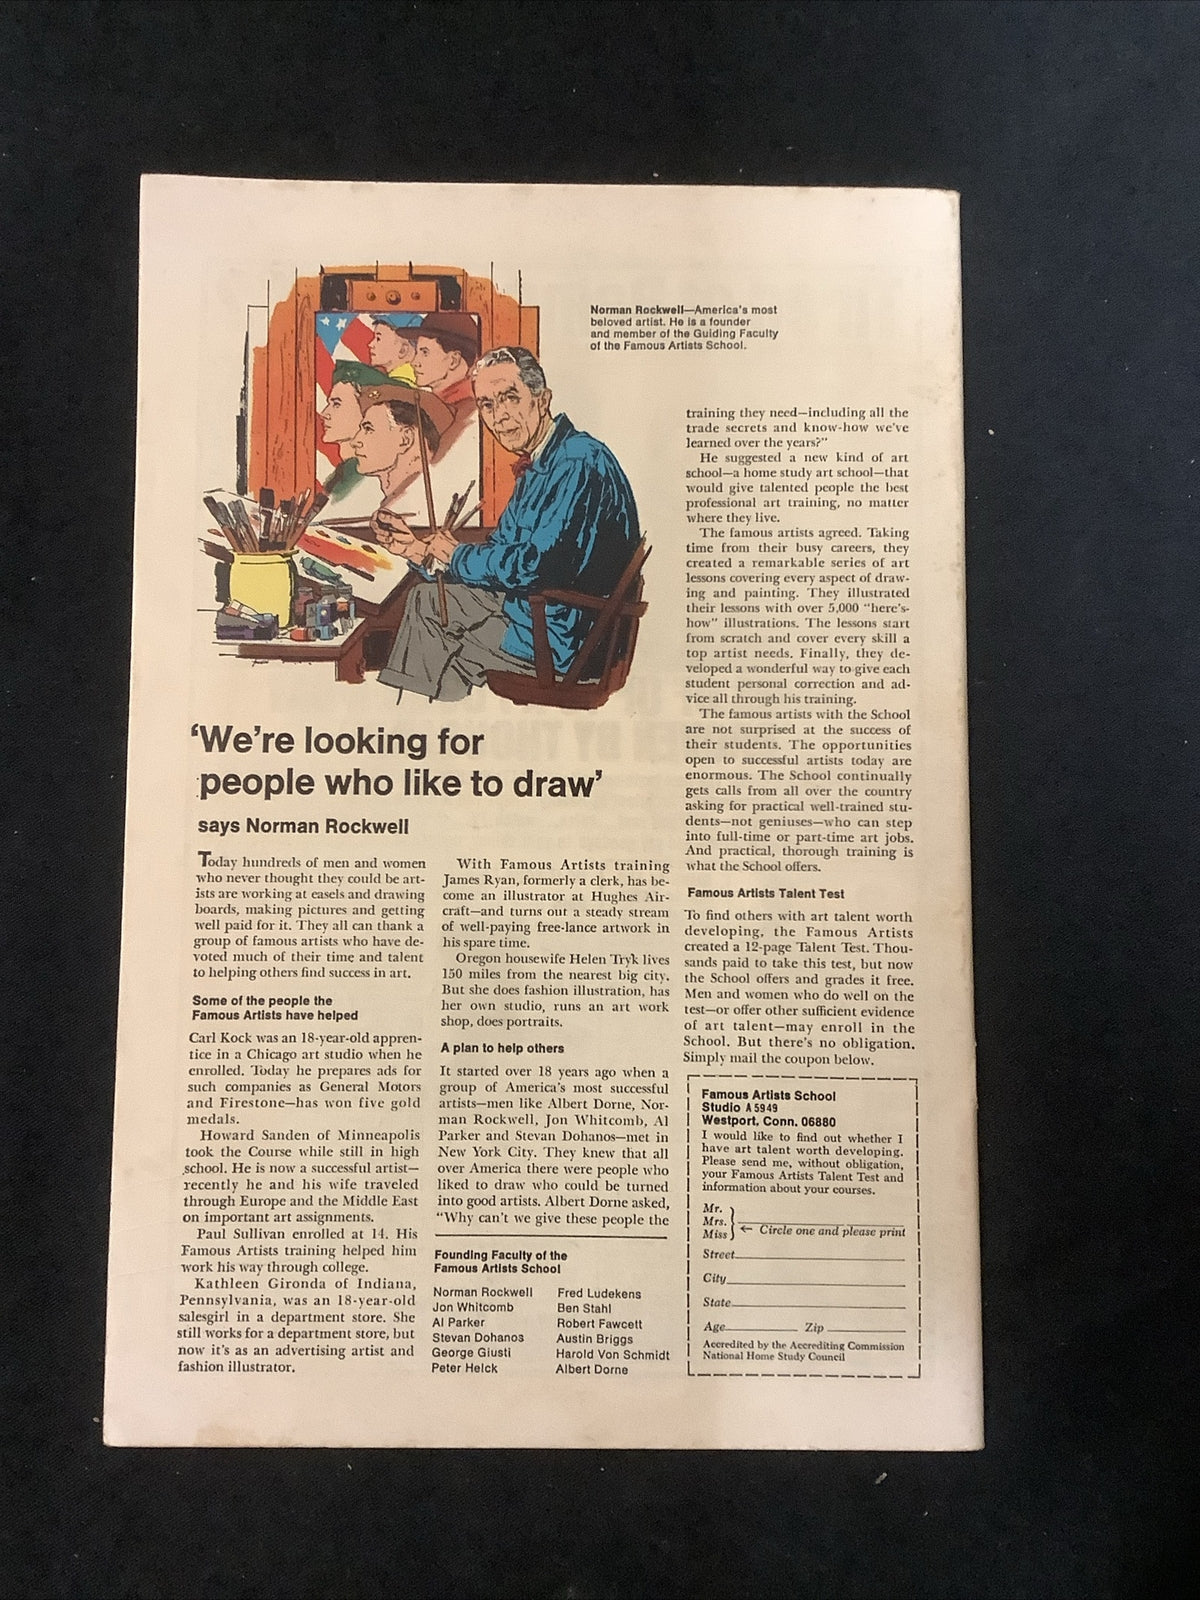 Norman Rockwell—America's most
beloved artist. He is a founder
and member of the Guiding Faculty
of the Famous Artists School.
'We're looking for
people who like to draw'
says Norman Rockwell
Today hundreds of men and women
who never thought they could be art-
ists are working at easels and drawing
boards, making pictures and getting
well paid for it. They all can thank a
group of famous artists who have de-
voted much of their time and talent
to helping others find success in art.
Some of the people the
Famous Artists have helped
Carl Kock was an 18-year-old appren-
tice in a Chicago art studio when he
enrolled. Today he prepares ads for
such companies as General Motors
and Firestone—has won five gold
medals.
Howard Sanden of Minneapolis
took the Course while still in high
school. He is now a successful artist—
recently he and his wife traveled
through Europe and the Middle East
on important art assignments.
Paul Sullivan enrolled at 14. His
Famous Artists training helped him
work his way through college.
Kathleen Gironda of Indiana,
Pennsylvania, was an 18-year-old
salesgirl in a department store. She
still works for a department store, but
now it's as an advertising artist and
fashion illustrator.
With Famous Artists training
James Ryan, formerly a clerk, has be-
come an illustrator at Hughes Air-
craft—and turns out a steady stream
of well-paying free-lance artwork in
his spare time.
Oregon housewife Helen Tryk lives
150 miles from the nearest big city.
But she does fashion illustration, has
her own studio, runs an art work
shop, does portraits.
A plan to help others
It started over 18 years ago when a
group of America's most successful
artists—men like Albert Dorne, Nor-
man Rockwell, Jon Whitcomb, Al
Parker and Stevan Dohanos—met in
New York City. They knew that all
over America there were people who
liked to draw who could be turned
into good artists. Albert Dorne asked,
"Why can't we give these people the
Founding Faculty of the
Famous Artists School
Norman Rockwell
Jon Whitcomb
Al Parker
Stevan Dohanos
George Giusti
Peter Helck
Fred Ludekens
Ben Stahl
Robert Fawcett
Austin Briggs
Harold Von Schmidt
Albert Dorne
training they need—including all the
trade secrets and know-how we've
learned over the years?"
He suggested a new kind of art
school—a home study art school—that
would give talented people the best
professional art training, no matter
where they live.
The famous artists agreed. Taking
time from their busy careers, they
created a remarkable series of art
lessons covering every aspect of draw-
ing and painting. They illustrated
their lessons with over 5,000 "here's-
how" illustrations. The lessons start
from scratch and cover every skill a
top artist needs. Finally, they de-
veloped a wonderful way to give each
student personal correction and ad-
vice all through his training.
The famous artists with the School
are not surprised at the success of
their students. The opportunities
open to successful artists today are
enormous. The School continually
gets calls from all over the country
asking for practical well-trained stu-
dents—not geniuses—who can step
into full-time or part-time art jobs.
And practical, thorough training is
what the School offers.
Famous Artists Talent Test
To find others with art talent worth
developing, the Famous Artists
created a 12-page Talent Test. Thou-
sands paid to take this test, but now
the School offers and grades it free.
Men and women who do well on the
test—or offer other sufficient evidence
of art talent—may enroll in the
School. But there's no obligation.
Simply mail the coupon below.
Famous Artists School
Studio A5949
Westport, Conn. 06880
I would like to find out whether I
have art talent worth developing.
Please send me, without obligation,
your Famous Artists Talent Test and
information about your courses.
Mr.
Mrs.
Miss
Circle one and please print
Street
City
State
Age Zip
Accredited by the Accrediting Commission
National Home Study Council